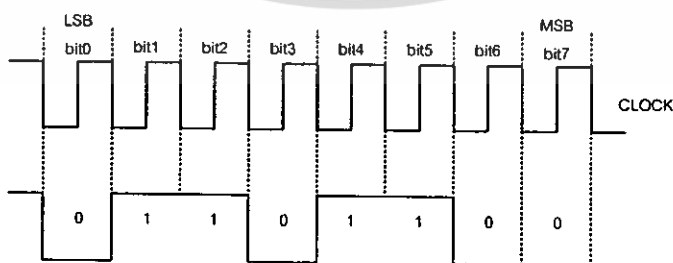 LSB MSB
bit0 bit1 bit2 bit3 bit4 bit5 bit6 bit7
CLOCK
0 1 1 0 1 1 0 0